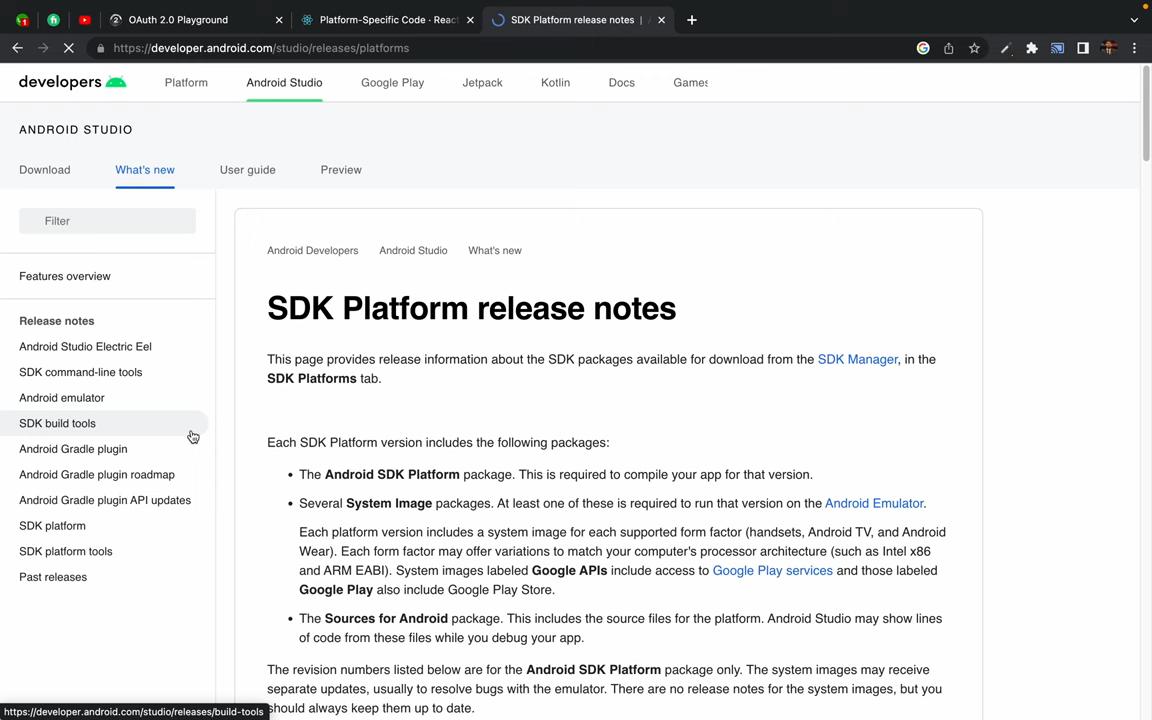 1
OAuth 2.0 Playground
Platform-Specific Code · React
SDK Platform release notes |
https://developer.android.com/studio/releases/platforms
developers
Platform
Android Studio
Google Play
Jetpack
Kotlin
Docs
Games
ANDROID STUDIO
Download
What's new
User guide
Preview
Filter
Features overview
Release notes
Android Studio Electric Eel
SDK command-line tools
Android emulator
SDK build tools
Android Gradle plugin
Android Gradle plugin roadmap
Android Gradle plugin API updates
SDK platform
SDK platform tools
Past releases
Android Developers
Android Studio
What's new
SDK Platform release notes
This page provides release information about the SDK packages available for download from the SDK Manager, in the
SDK Platforms tab.
Each SDK Platform version includes the following packages:
• The Android SDK Platform package. This is required to compile your app for that version.
• Several System Image packages. At least one of these is required to run that version on the Android Emulator.
Each platform version includes a system image for each supported form factor (handsets, Android TV, and Android
Wear). Each form factor may offer variations to match your computer's processor architecture (such as Intel x86
and ARM EABI). System images labeled Google APIs include access to Google Play services and those labeled
Google Play also include Google Play Store.
• The Sources for Android package. This includes the source files for the platform. Android Studio may show lines
of code from these files while you debug your app.
The revision numbers listed below are for the Android SDK Platform package only. The system images may receive
separate updates, usually to resolve bugs with the emulator. There are no release notes for the system images, but you
should always keep them up to date.
https://developer.android.com/studio/releases/build-tools